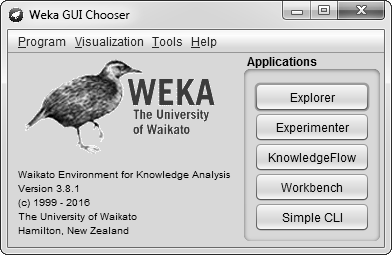 Weka GUI Chooser
Program Visualization Tools Help
WEKA
The University
of Waikato
Waikato Environment for Knowledge Analysis
Version 3.8.1
(c) 1999 - 2016
The University of Waikato
Hamilton, New Zealand
Applications
Explorer
Experimenter
KnowledgeFlow
Workbench
Simple CLI